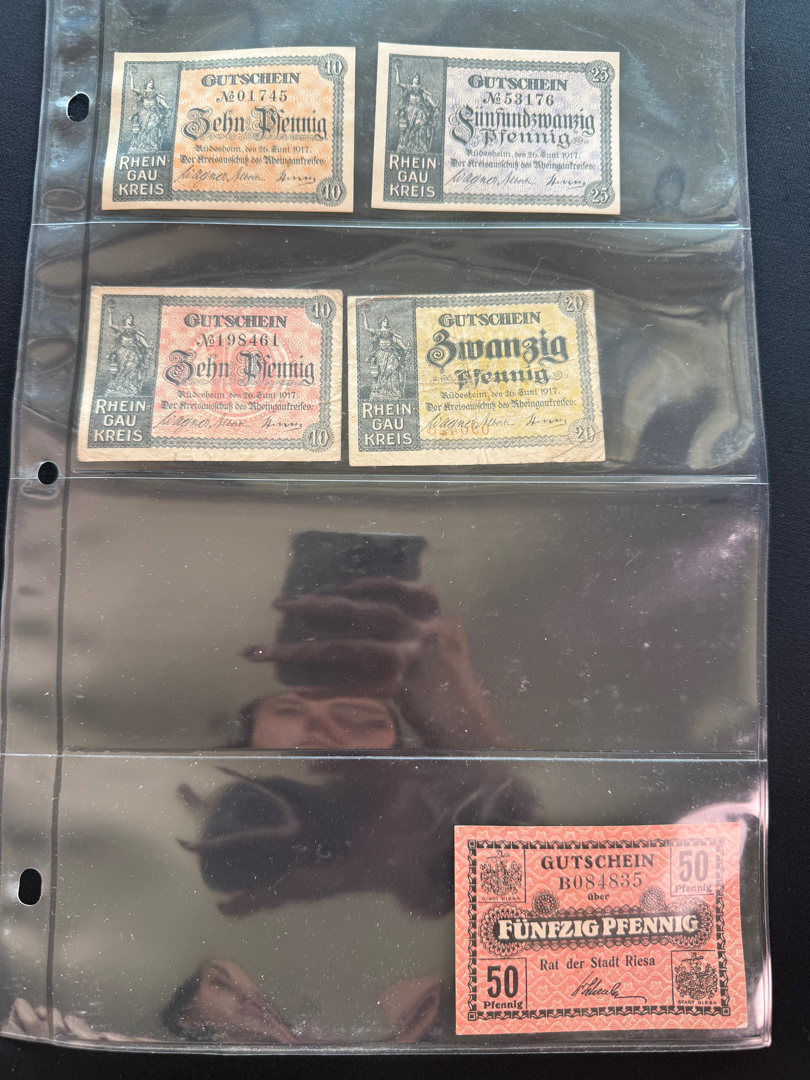 10
GUTSCHEIN
№01745
Zehn Pfennig
Rüdesheim, den 26. Juni 1917.
Der Kreisausschuß des Rheingaukreises:
Wagner
RHEIN
GAU
KREIS
10
25
GUTSCHEIN
№53176
Fünfundzwanzig
Pfennig
Rüdesheim, den 26. Juni 1917.
Der Kreisausschuß des Rheingaukreises:
Wagner
RHEIN
GAU
KREIS
25
10
GUTSCHEIN
№198461
Zehn Pfennig
Rüdesheim, den 26. Juni 1917.
Der Kreisausschuß des Rheingaukreises:
Wagner
RHEIN
GAU
KREIS
10
20
GUTSCHEIN
Zwanzig
Pfennig
Rüdesheim, den 26. Juni 1917.
Der Kreisausschuß des Rheingaukreises:
Wagner
RHEIN
GAU
KREIS
20
GUTSCHEIN
50
Pfennig
B084835
STADT RIESA
über
FÜNFZIG PFENNIG
Rat der Stadt Riesa
50
Pfennig
STADT RIESA